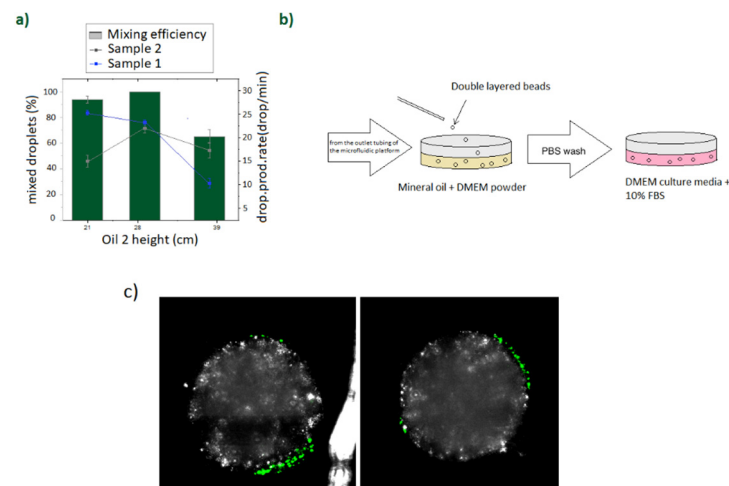 a)
Mixing efficiency
Sample 2
Sample 1
mixed droplets (%)
100
80
60
40
20
0
30
25
20
15
10
5
drop.prod.rate(drop/min)
21
28
39
Oil 2 height (cm)
b)
Double layered beads
from the outlet tubing of
the microfluidic platform
Mineral oil + DMEM powder
PBS wash
DMEM culture media +
10% FBS
c)